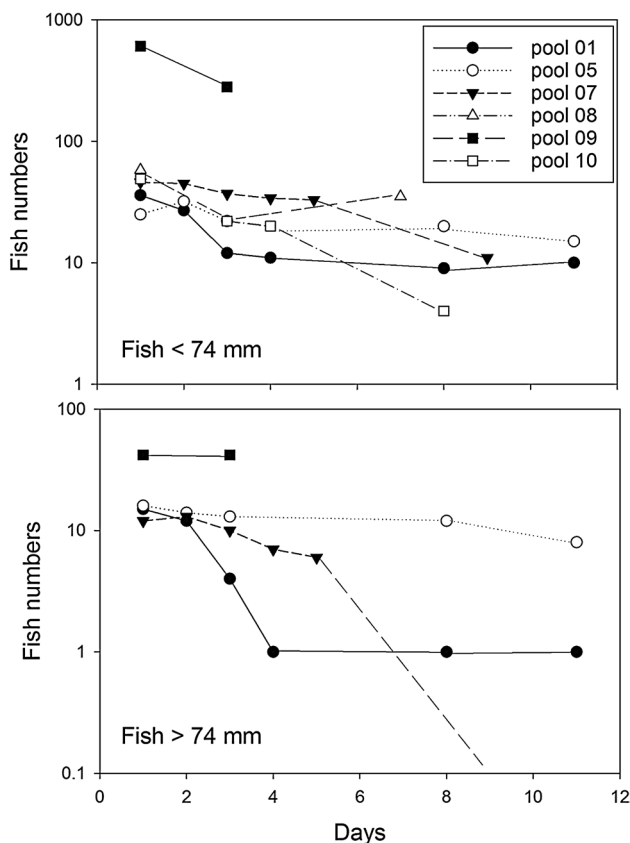 1000
100
10
1
Fish numbers
pool 01
pool 05
pool 07
pool 08
pool 09
pool 10
Fish < 74 mm
100
10
1
0.1
Fish numbers
Fish > 74 mm
0 2 4 6 8 10 12
Days